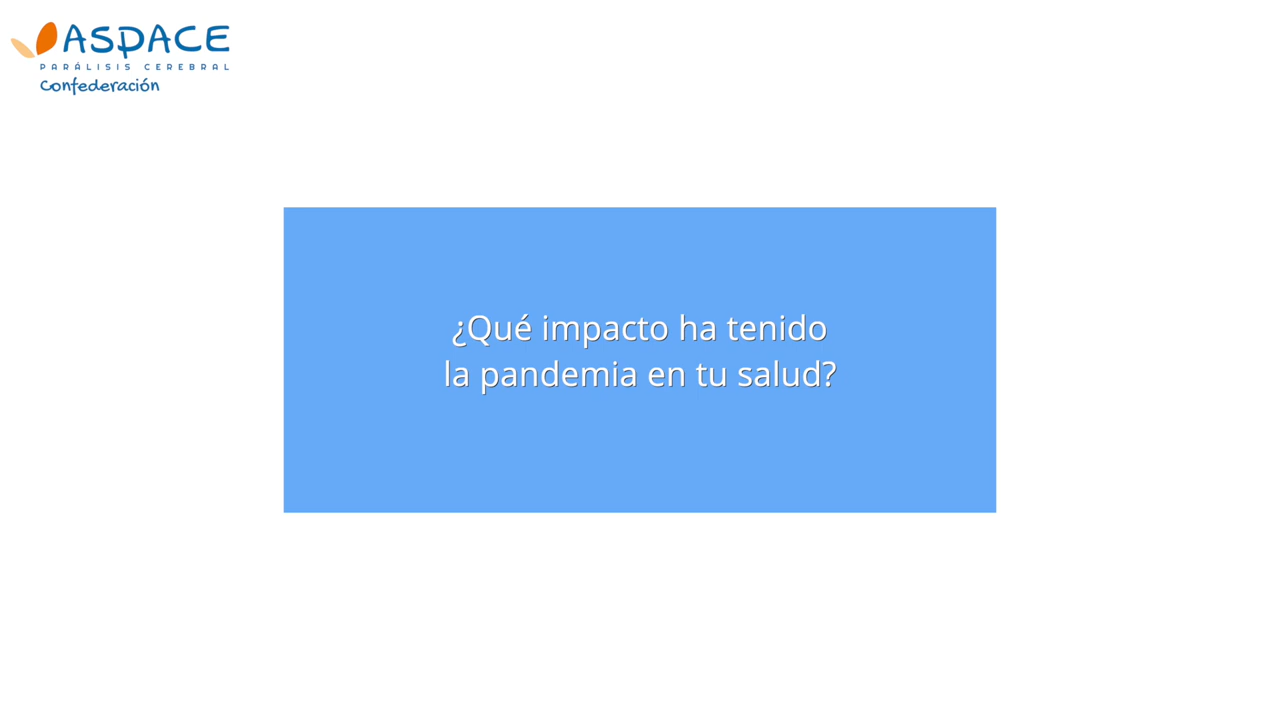 ASPACE
PARÁLISIS CEREBRAL
Confederación
¿Qué impacto ha tenido
la pandemia en tu salud?